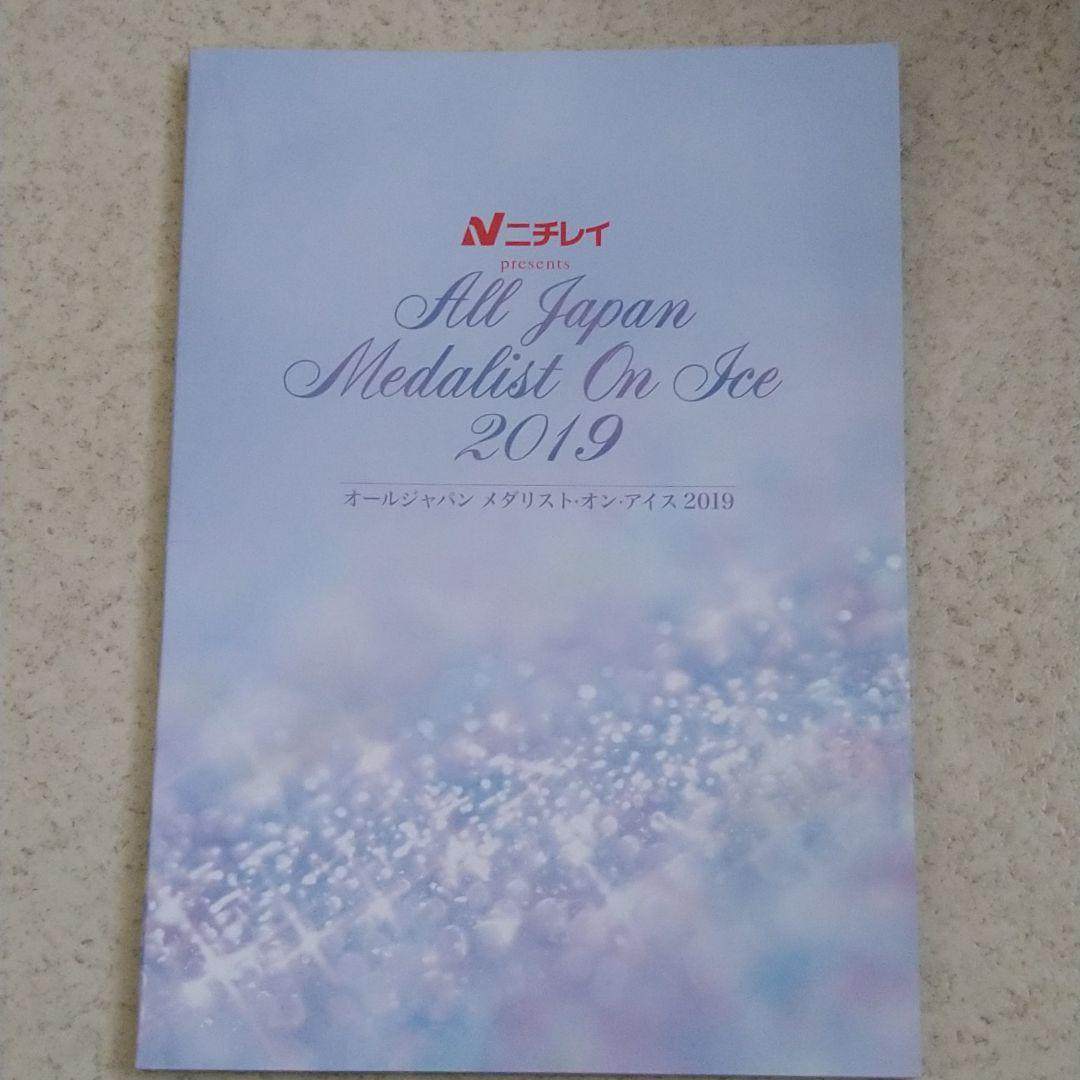 Nニチレイ
presents
All Japan
Medalist On Ice
2019
オールジャパン メダリスト·オン·アイス 2019